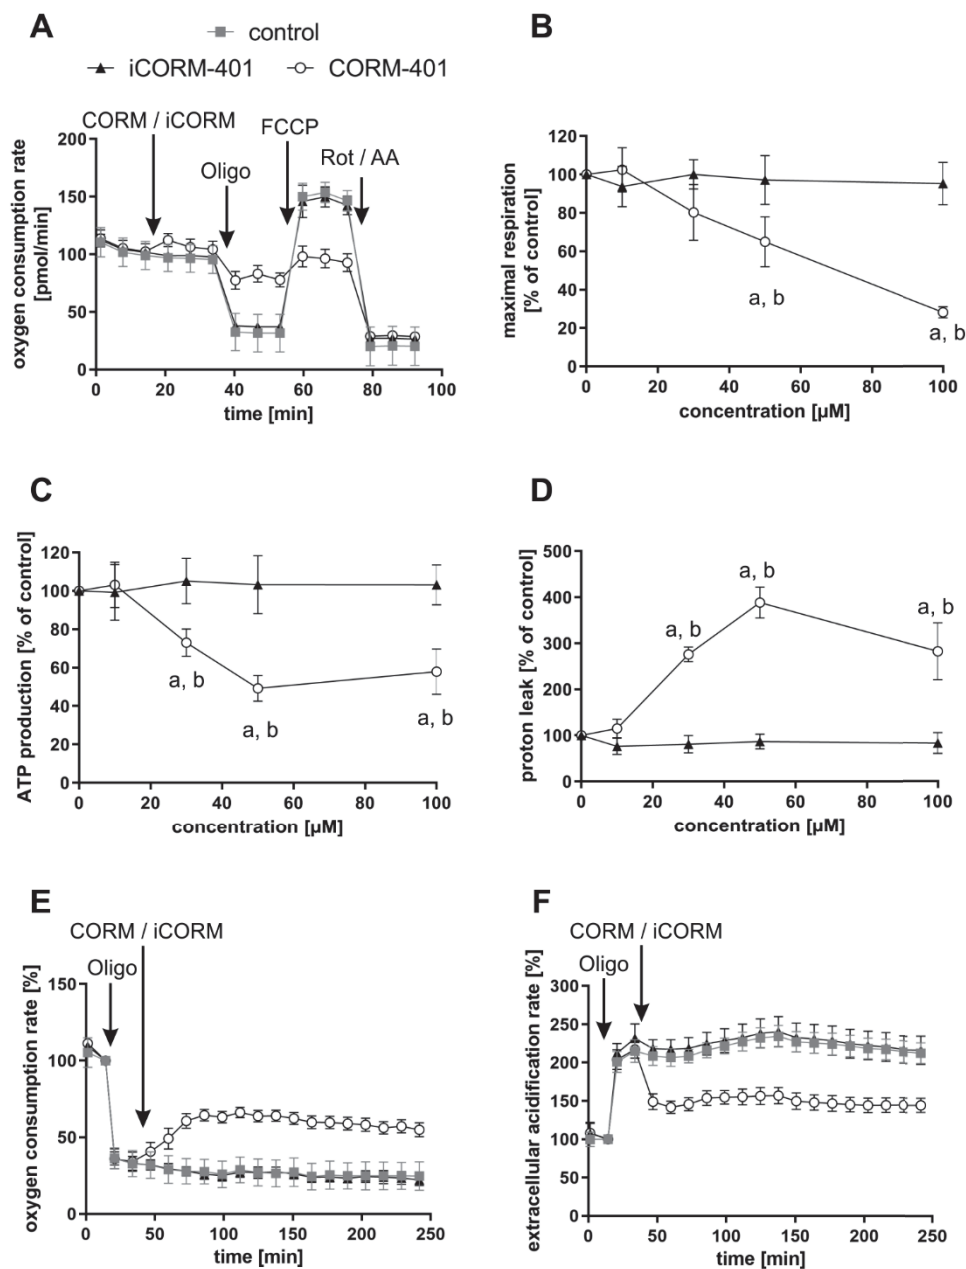 A
control
iCORM-401 CORM-401
CORM / iCORM
Oligo
FCCP
Rot / AA
oxygen consumption rate
[pmol/min]
200
150
100
50
0
0 20 40 60 80 100
time [min]
B
maximal respiration
[% of control]
120
100
80
60
40
20
0
a, b
a, b
0 20 40 60 80 100
concentration [µM]
C
ATP production [% of control]
120
100
80
60
40
20
0
a, b
a, b
a, b
0 20 40 60 80 100
concentration [µM]
D
proton leak [% of control]
500
400
300
200
100
0
a, b
a, b
a, b
0 20 40 60 80 100
concentration [µM]
E
CORM / iCORM
Oligo
oxygen consumption rate [%]
150
100
50
0
0 50 100 150 200 250
time [min]
F
CORM / iCORM
Oligo
extracellular acidification rate [%]
300
250
200
150
100
50
0
0 50 100 150 200 250
time [min]